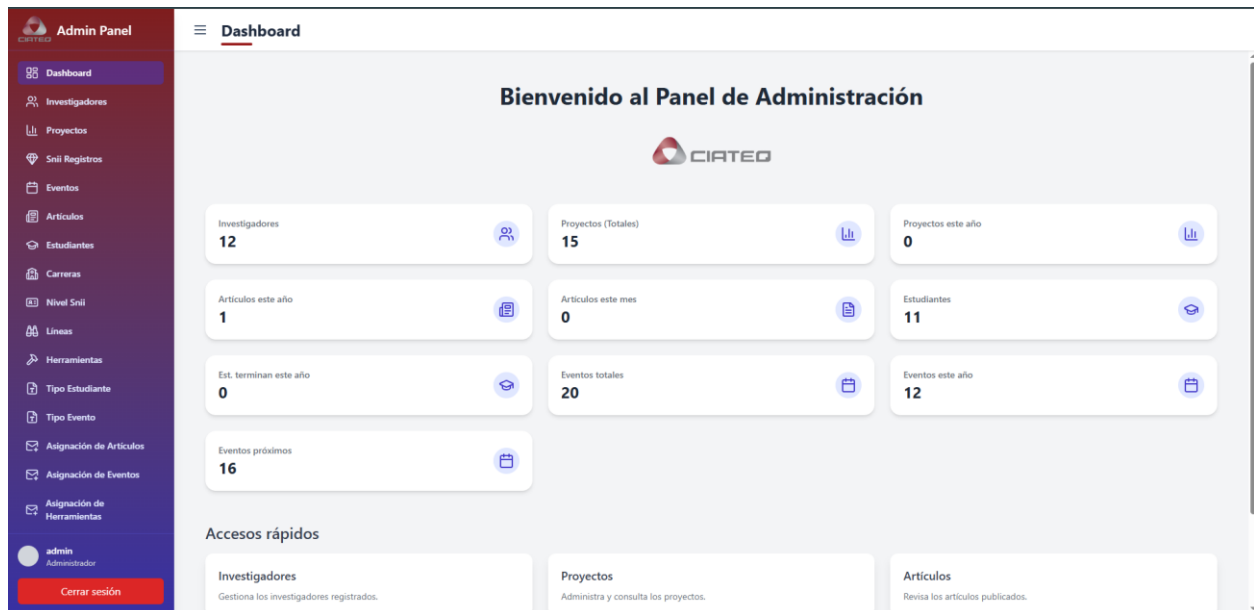 CIATEQ
Admin Panel
Dashboard
Investigadores
Proyectos
Snii Registros
Eventos
Artículos
Estudiantes
Carreras
Nivel Snii
Líneas
Herramientas
Tipo Estudiante
Tipo Evento
Asignación de Artículos
Asignación de Eventos
Asignación de
Herramientas
admin
Administrador
Cerrar sesión
Dashboard
Bienvenido al Panel de Administración
CIATEQ
Investigadores
12
Proyectos (Totales)
15
Proyectos este año
0
Artículos este año
1
Artículos este mes
0
Estudiantes
11
Est. terminan este año
0
Eventos totales
20
Eventos este año
12
Eventos próximos
16
Accesos rápidos
Investigadores
Gestiona los investigadores registrados.
Proyectos
Administra y consulta los proyectos.
Artículos
Revisa los artículos publicados.